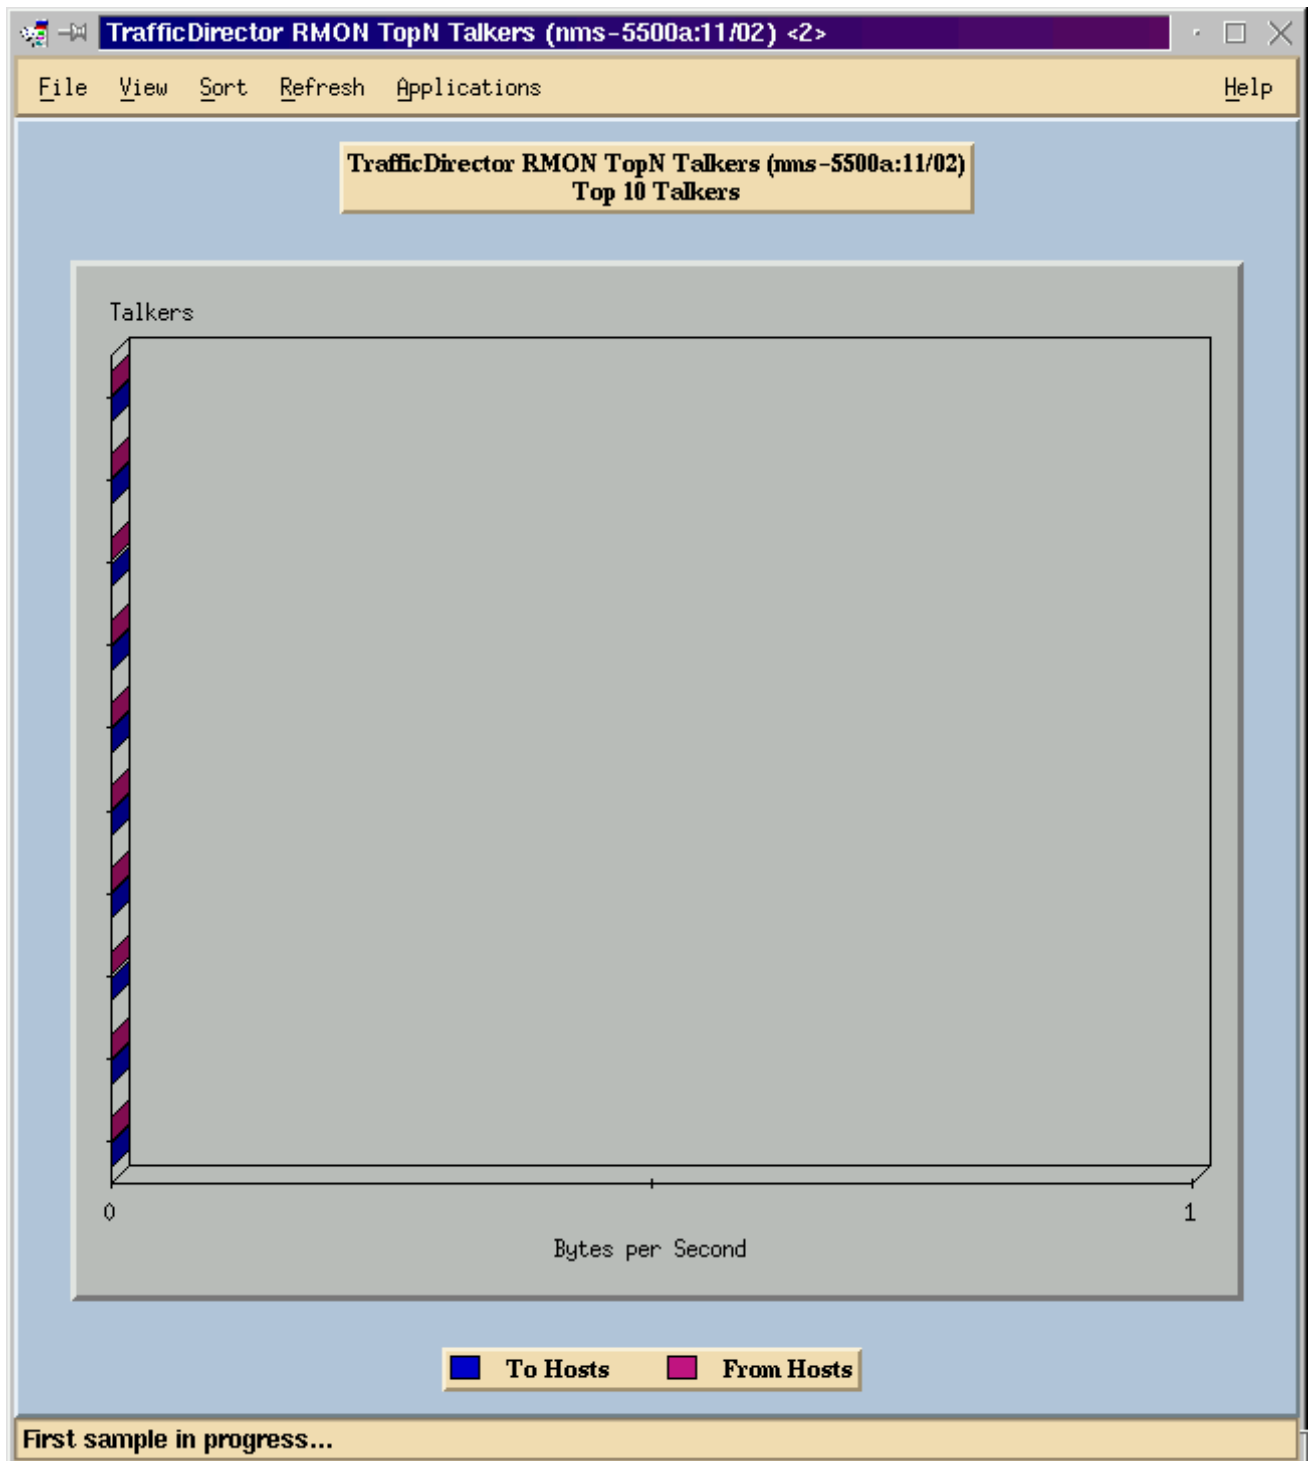 TrafficDirector RMON TopN Talkers (nms-5500a:11/02) <2>
File View Sort Refresh Applications Help
TrafficDirector RMON TopN Talkers (nms-5500a:11/02)
Top 10 Talkers
Talkers
0 1
Bytes per Second
To Hosts From Hosts
First sample in progress...